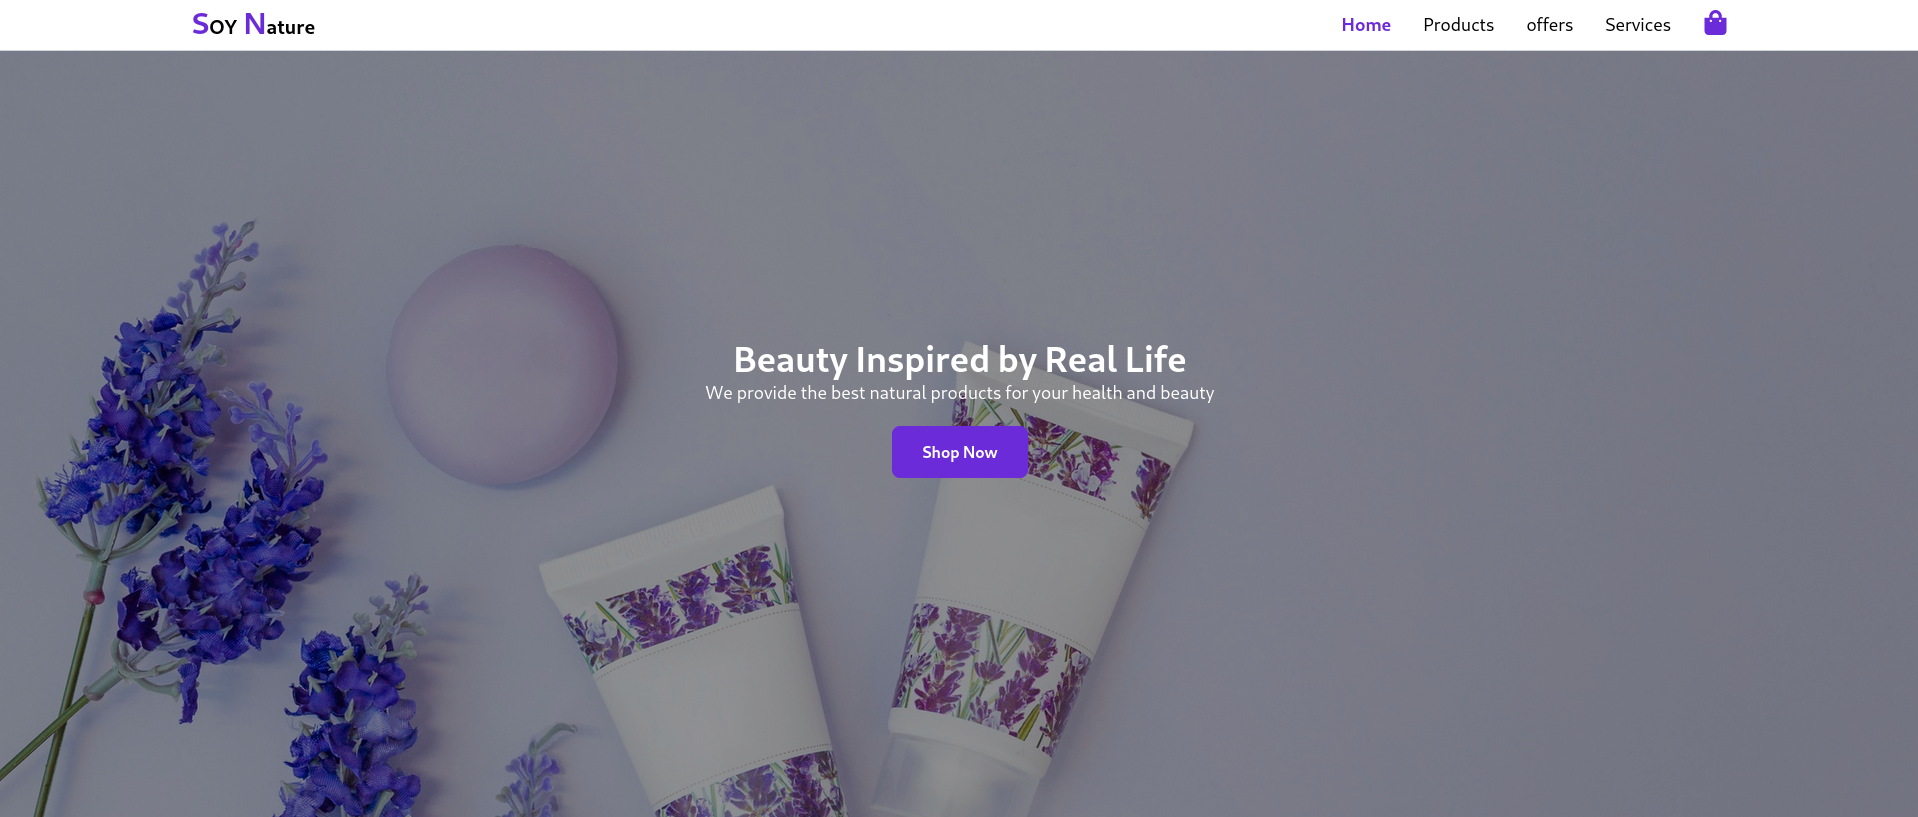 SOY Nature
Home Products offers Services
Beauty Inspired by Real Life
We provide the best natural products for your health and beauty
Shop Now